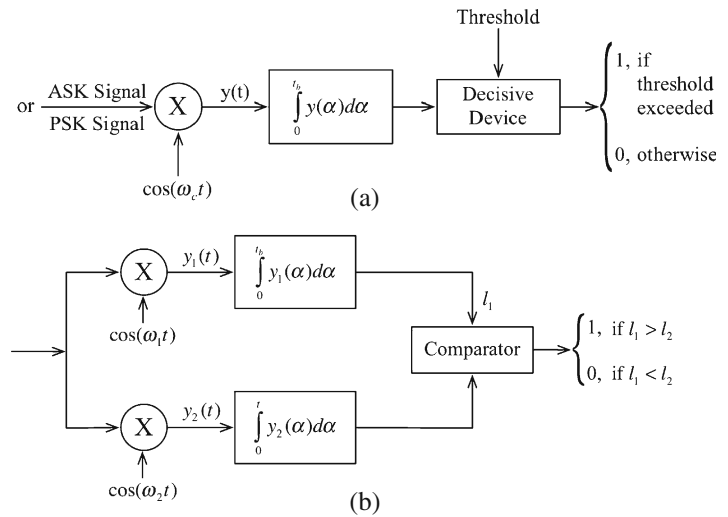 Threshold
or ASK Signal
PSK Signal
X
y(t)
∫₀^{t_b} y(α)dα
Decisive
Device
1, if
threshold
exceeded
0, otherwise
cos(ω_c t)
(a)
X
y₁(t)
∫₀^{t_b} y₁(α)dα
cos(ω₁t)
l₁
Comparator
1, if l₁ > l₂
0, if l₁ < l₂
X
y₂(t)
∫₀^{t} y₂(α)dα
cos(ω₂t)
(b)